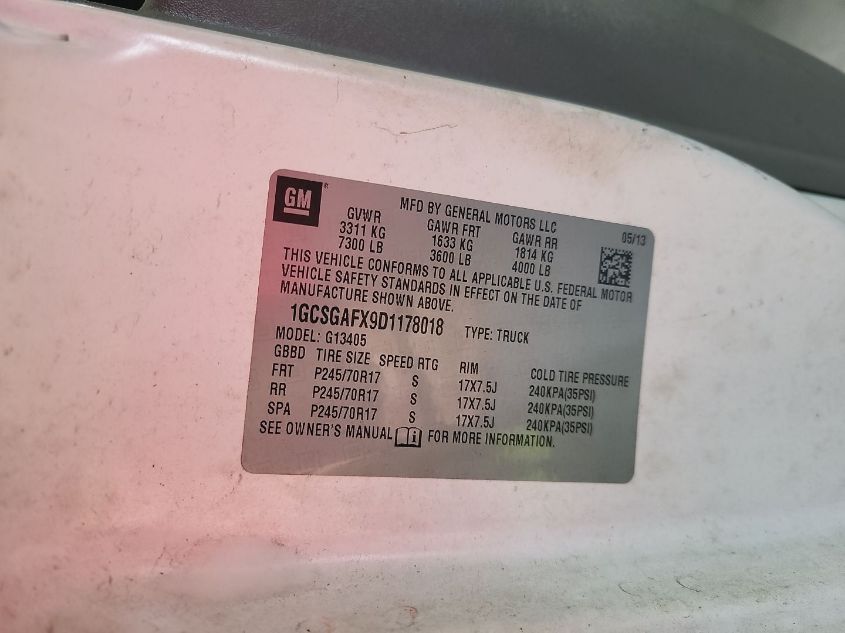 GM
MFD BY GENERAL MOTORS LLC 05/13
GVWR GAWR FRT GAWR RR
3311 KG 1633 KG 1814 KG
7300 LB 3600 LB 4000 LB
THIS VEHICLE CONFORMS TO ALL APPLICABLE U.S. FEDERAL MOTOR
VEHICLE SAFETY STANDARDS IN EFFECT ON THE DATE OF
MANUFACTURE SHOWN ABOVE.
1GCSGAFX9D1178018 TYPE: TRUCK
MODEL: G13405
GBBD TIRE SIZE SPEED RTG RIM COLD TIRE PRESSURE
FRT P245/70R17 S 17X7.5J 240KPA(35PSI)
RR P245/70R17 S 17X7.5J 240KPA(35PSI)
SPA P245/70R17 S 17X7.5J 240KPA(35PSI)
SEE OWNER'S MANUAL i FOR MORE INFORMATION.